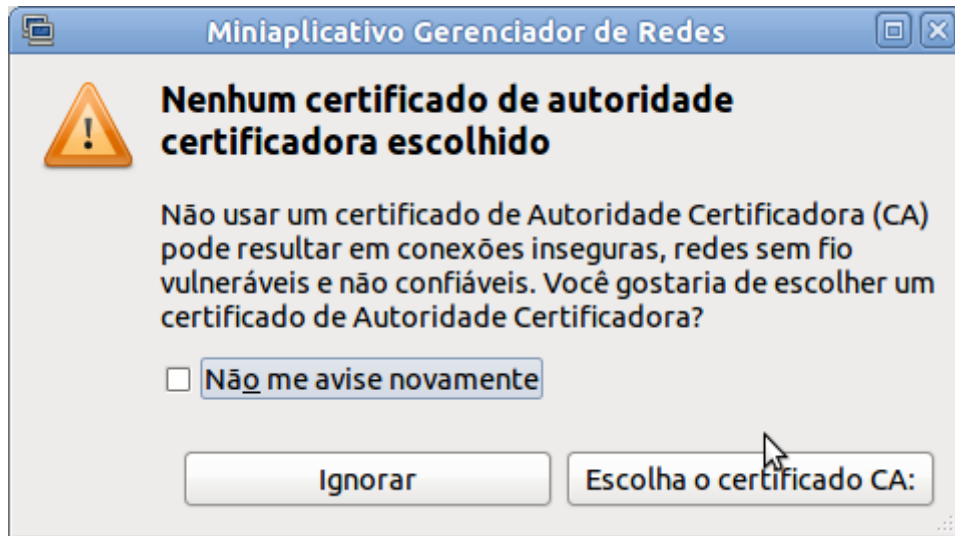 Miniaplicativo Gerenciador de Redes
Nenhum certificado de autoridade
certificadora escolhido
Não usar um certificado de Autoridade Certificadora (CA)
pode resultar em conexões inseguras, redes sem fio
vulneráveis e não confiáveis. Você gostaria de escolher um
certificado de Autoridade Certificadora?
Não me avise novamente
Ignorar
Escolha o certificado CA: